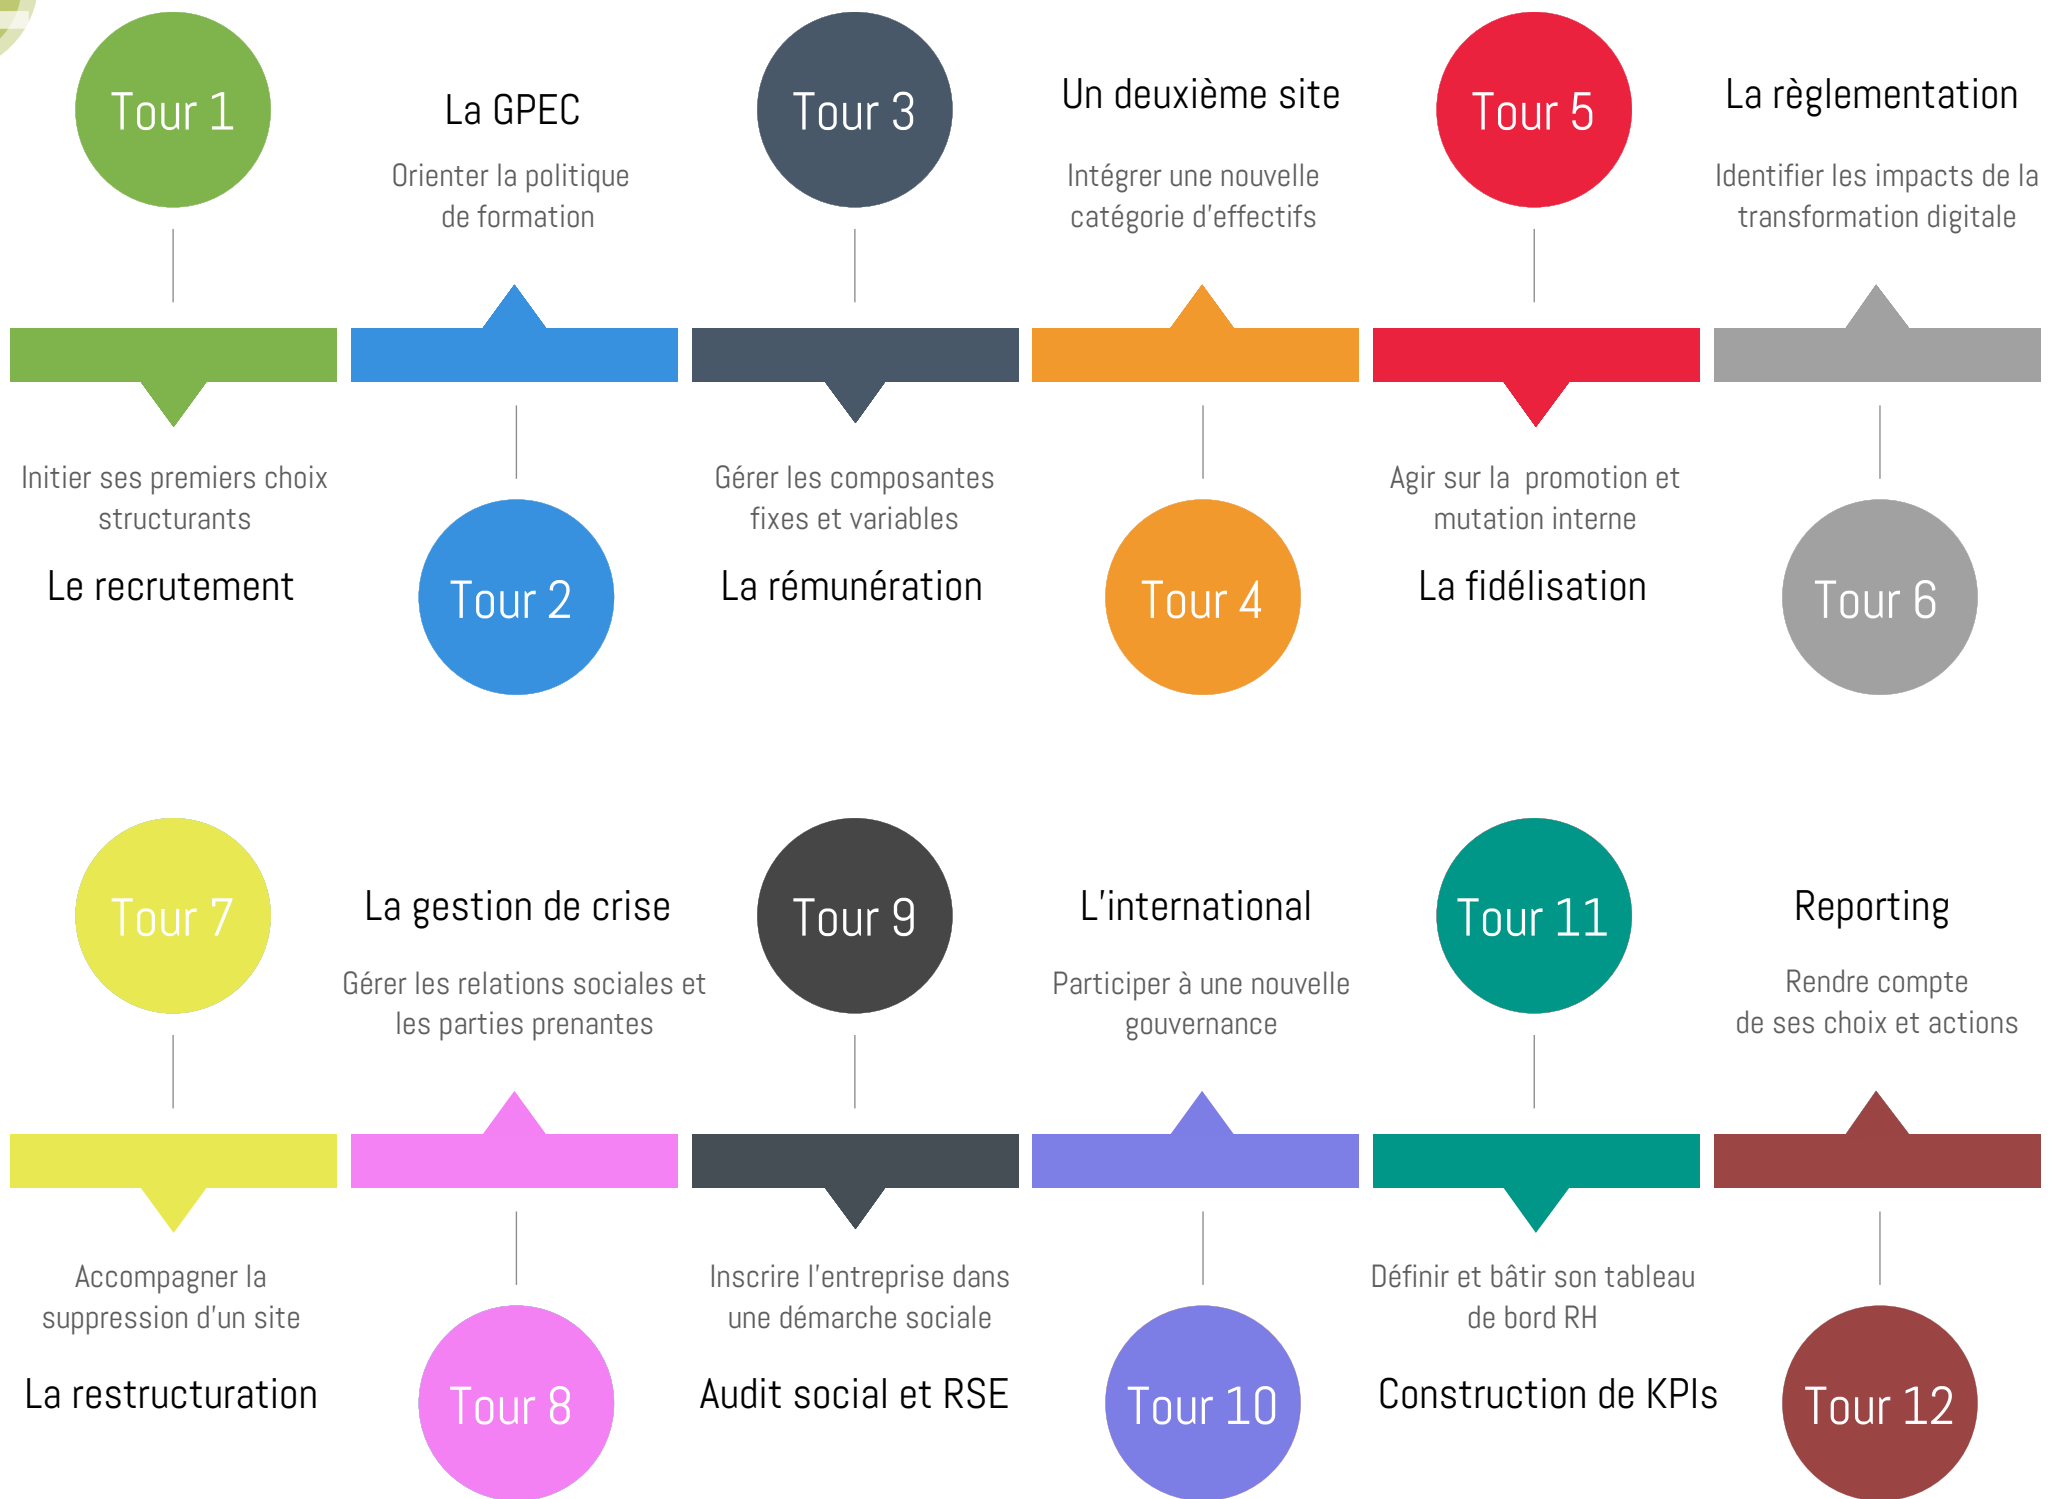 Tour 1
Initier ses premiers choix
structurants
Le recrutement
La GPEC
Orienter la politique
de formation
Tour 2
Tour 3
Gérer les composantes
fixes et variables
La rémunération
Un deuxième site
Intégrer une nouvelle
catégorie d'effectifs
Tour 4
Tour 5
Agir sur la  promotion et
mutation interne
La fidélisation
La règlementation
Identifier les impacts de la
transformation digitale
Tour 6
Tour 7
Accompagner la
suppression d'un site
La restructuration
La gestion de crise
Gérer les relations sociales et
les parties prenantes
Tour 8
Tour 9
Inscrire l'entreprise dans
une démarche sociale
Audit social et RSE
L'international
Participer à une nouvelle
gouvernance
Tour 10
Tour 11
Définir et bâtir son tableau
de bord RH
Construction de KPIs
Reporting
Rendre compte
de ses choix et actions
Tour 12